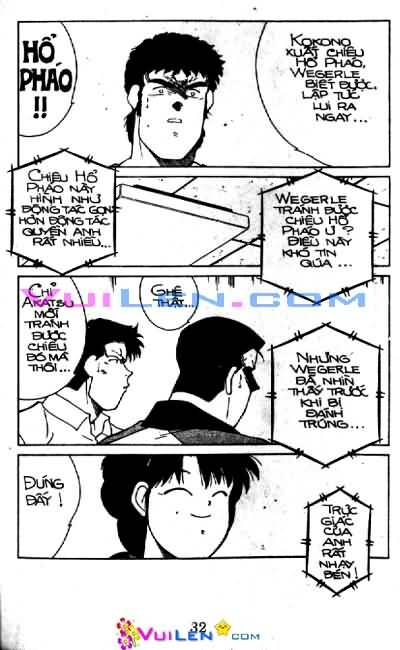 KOKONO
XUẤT CHIÊU
HỔ PHÁO,
WEGERLE
BIẾT ĐƯỢC,
LẬP TỨC
LUI RA
NGAY...
HỔ
PHÁO
!!
CHIÊU HỔ
PHÁO NÀY
HÌNH NHƯ
ĐỘNG TÁC GỌN
HƠN ĐỘNG TÁC
QUYỀN ANH
RẤT NHIỀU...
WEGERLE
TRÁNH ĐƯỢC
CHIÊU HỔ
PHÁO Ư ?
ĐIỀU NÀY
KHÓ TIN
QUÁ...
CHỈ
AKATSU
MỚI
TRÁNH
ĐƯỢC
CHIÊU
ĐÓ MÀ
THÔI...
GHÊ
THẬT...
VUILEN.COM
NHƯNG
WEGERLE
ĐÃ NHÌN
THẤY TRƯỚC
KHI BỊ
ĐÁNH
TRÚNG...
ĐÚNG
ĐẤY !
TRỰC
GIÁC
CỦA
ANH
RẤT
NHẠY
BÉN !
32
VUILEN.COM